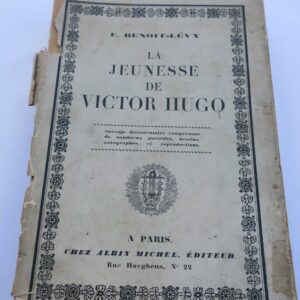 E. BENOIT-LÉVY
LA
JEUNESSE
DE
VICTOR HUGO
Ouvrage documentaire comprenant
de nombreux portraits, dessins,
autographes et reproductions
A PARIS,
CHEZ ALBIN MICHEL, ÉDITEUR
Rue Huyghens, Nº 22